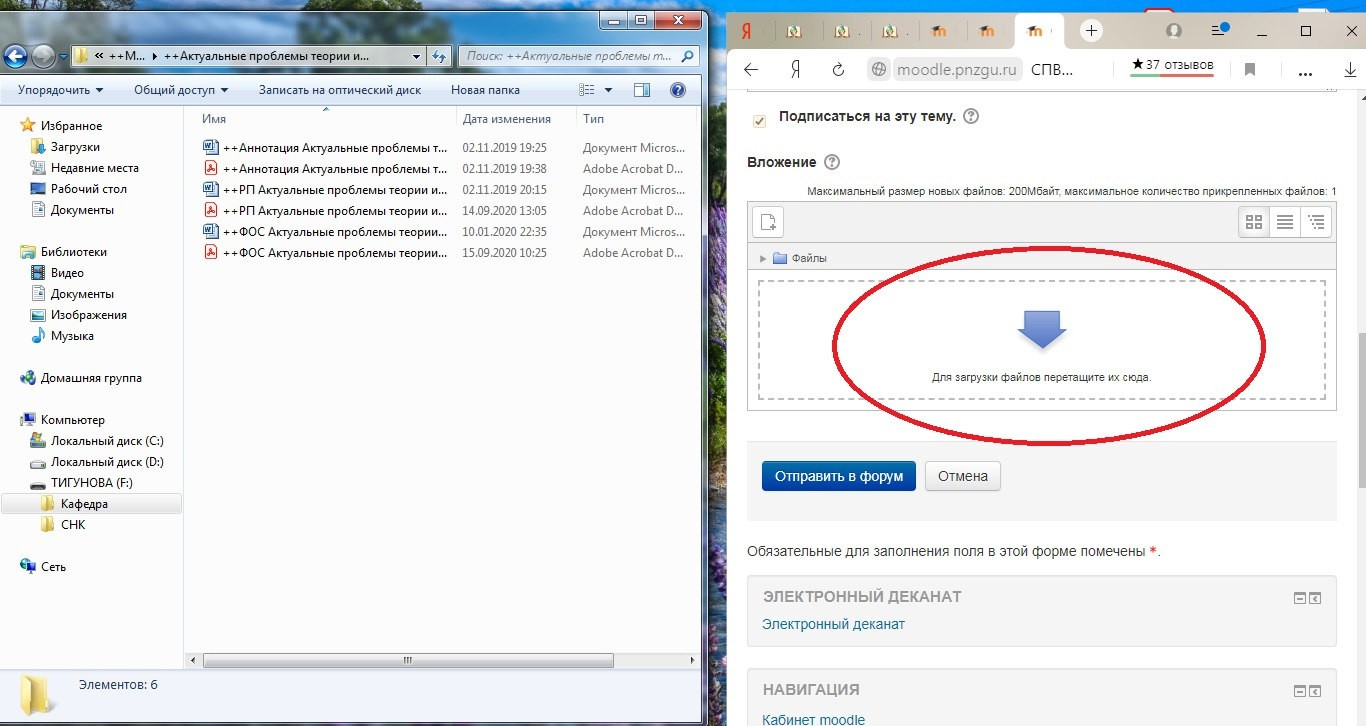 « ++М... ▸ ++Актуальные проблемы теории и...
Поиск: ++Актуальные проблемы т...
Упорядочить
Общий доступ
Записать на оптический диск
Новая папка
Избранное
Загрузки
Недавние места
Рабочий стол
Документы
Библиотеки
Видео
Документы
Изображения
Музыка
Домашняя группа
Компьютер
Локальный диск (C:)
Локальный диск (D:)
ТИГУНОВА (F:)
Кафедра
СНК
Сеть
Имя Дата изменения Тип
++Аннотация Актуальные проблемы т... 02.11.2019 19:25 Документ Micros...
++Аннотация Актуальные проблемы т... 02.11.2019 19:38 Adobe Acrobat D...
++РП Актуальные проблемы теории и... 02.11.2019 20:15 Документ Micros...
++РП Актуальные проблемы теории и... 14.09.2020 13:05 Adobe Acrobat D...
++ФОС Актуальные проблемы теории... 10.01.2020 22:35 Документ Micros...
++ФОС Актуальные проблемы теории... 15.09.2020 10:25 Adobe Acrobat D...
Элементов: 6
moodle.pnzgu.ru СПВ...
★ 37 отзывов
Подписаться на эту тему.
Вложение
Максимальный размер новых файлов: 200Мбайт, максимальное количество прикрепленных файлов: 1
Файлы
Для загрузки файлов перетащите их сюда.
Отправить в форум
Отмена
Обязательные для заполнения поля в этой форме помечены *.
ЭЛЕКТРОННЫЙ ДЕКАНАТ
Электронный деканат
НАВИГАЦИЯ
Кабинет moodle